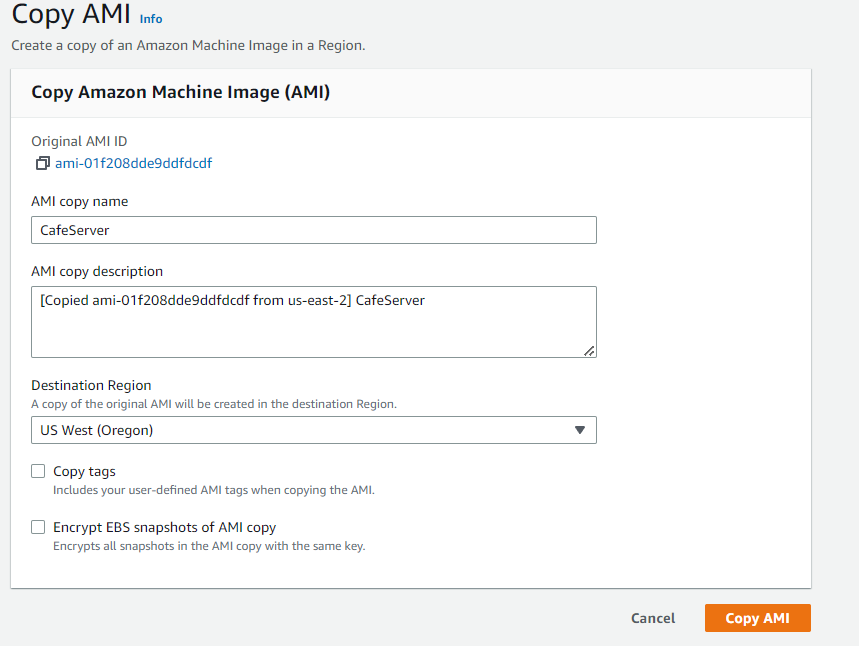 Copy AMI Info
Create a copy of an Amazon Machine Image in a Region.
Copy Amazon Machine Image (AMI)
Original AMI ID
ami-01f208dde9ddfdcdf
AMI copy name
CafeServer
AMI copy description
[Copied ami-01f208dde9ddfdcdf from us-east-2] CafeServer
Destination Region
A copy of the original AMI will be created in the destination Region.
US West (Oregon)
Copy tags
Includes your user-defined AMI tags when copying the AMI.
Encrypt EBS snapshots of AMI copy
Encrypts all snapshots in the AMI copy with the same key.
Cancel Copy AMI